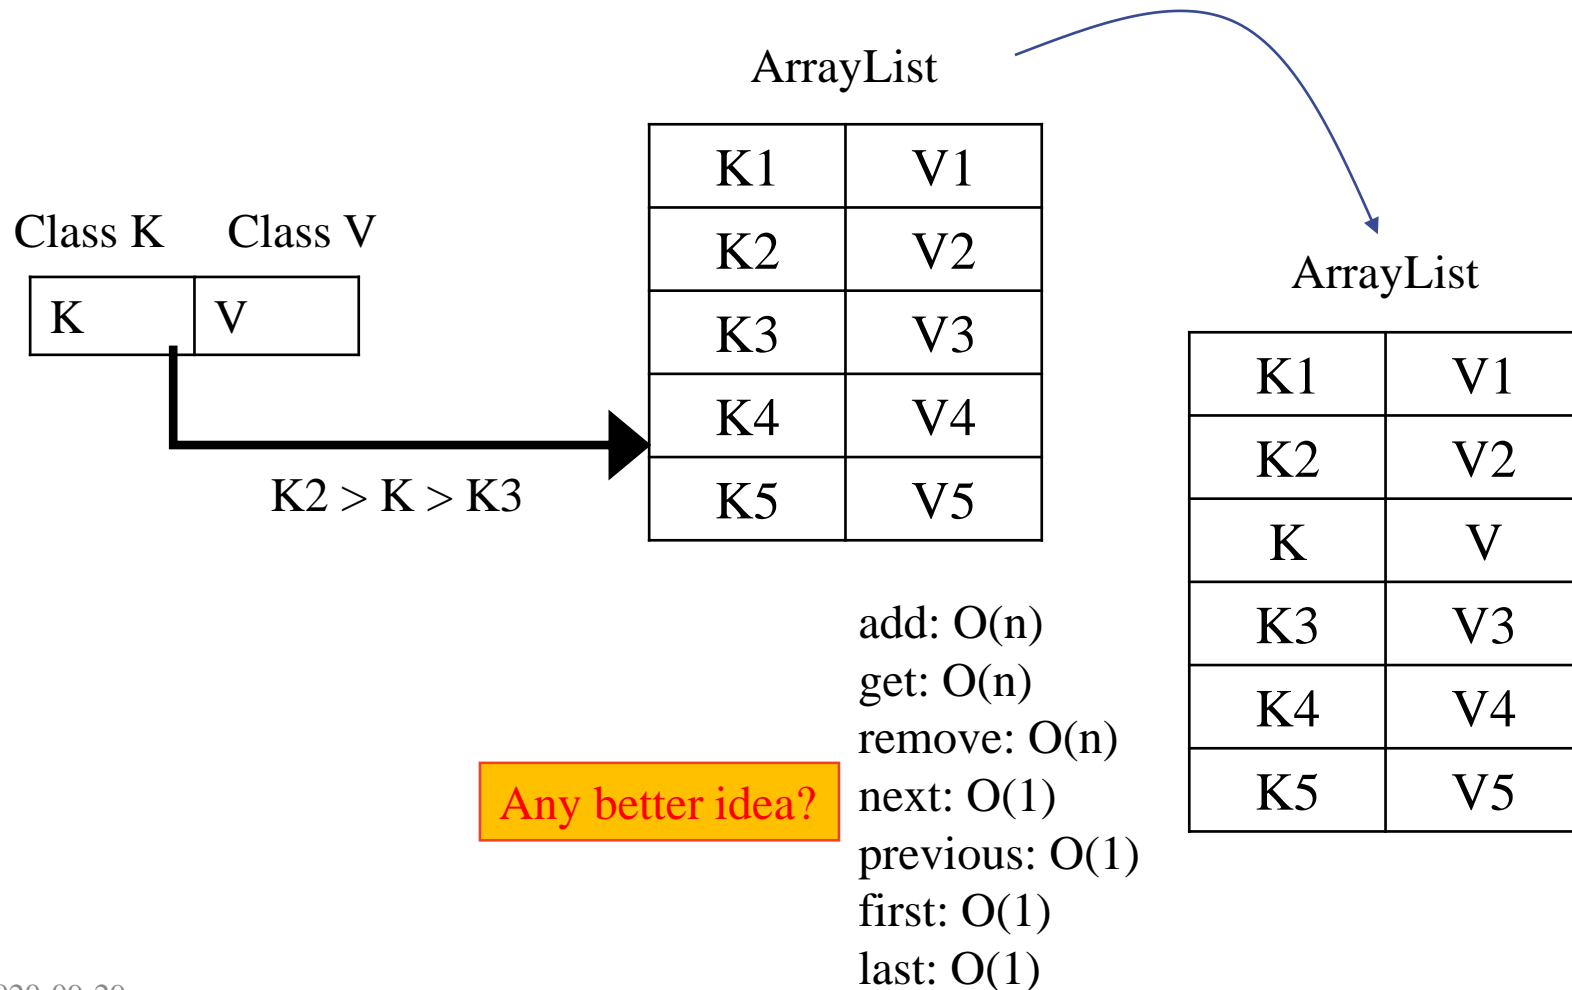 ArrayList
Class K Class V
K V
K2 > K > K3
K1 V1
K2 V2
K3 V3
K4 V4
K5 V5
ArrayList
K1 V1
K2 V2
K V
K3 V3
K4 V4
K5 V5
Any better idea?
add: O(n)
get: O(n)
remove: O(n)
next: O(1)
previous: O(1)
first: O(1)
last: O(1)